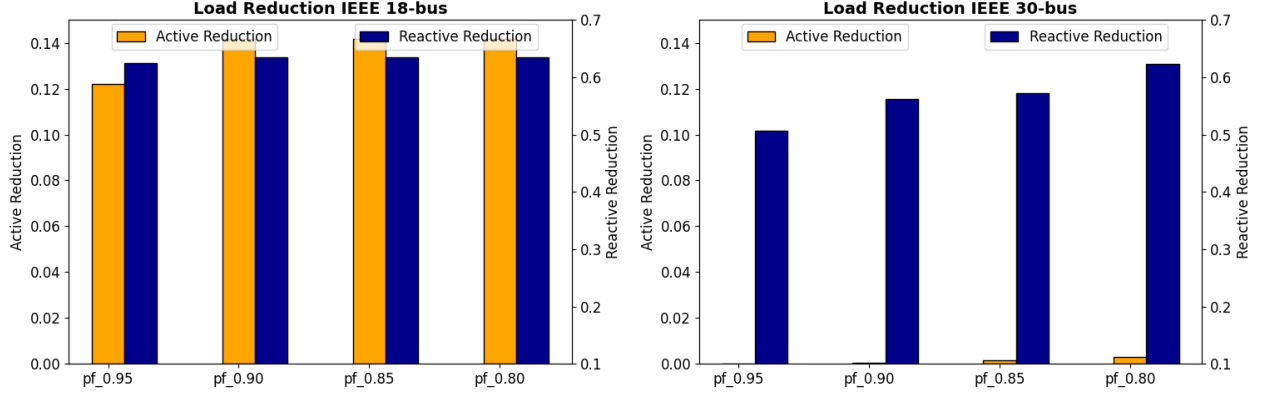 Load Reduction IEEE 18-bus
Active Reduction
Reactive Reduction
0.14
0.12
0.10
0.08
0.06
0.04
0.02
0.00
Active Reduction
0.7
0.6
0.5
0.4
0.3
0.2
0.1
Reactive Reduction
pf_0.95 pf_0.90 pf_0.85 pf_0.80
Load Reduction IEEE 30-bus
Active Reduction
Reactive Reduction
0.14
0.12
0.10
0.08
0.06
0.04
0.02
0.00
Active Reduction
0.7
0.6
0.5
0.4
0.3
0.2
0.1
Reactive Reduction
pf_0.95 pf_0.90 pf_0.85 pf_0.80